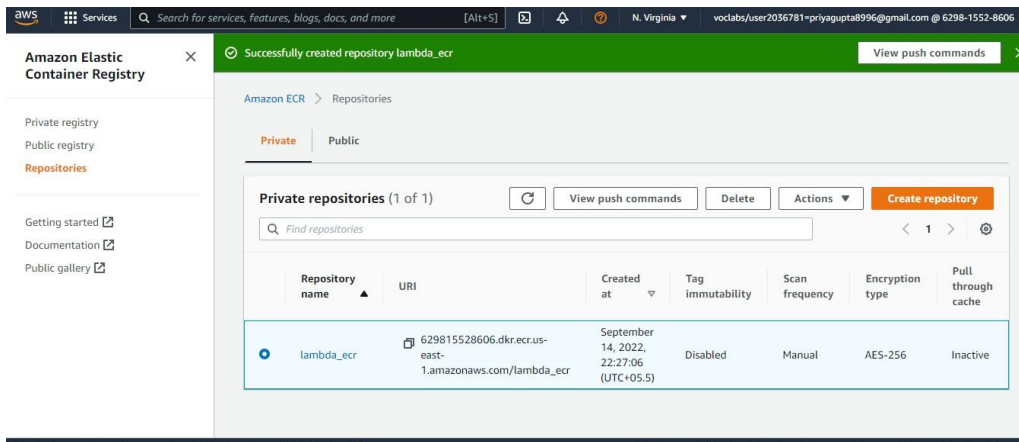 aws Services Search for services, features, blogs, docs, and more [Alt+S] N. Virginia ▼ voclabs/user2036781=priyagupta8996@gmail.com @ 6298-1552-8606
Amazon Elastic
Container Registry
Private registry
Public registry
Repositories
Getting started
Documentation
Public gallery
Successfully created repository lambda_ecr View push commands
Amazon ECR > Repositories
Private Public
Private repositories (1 of 1) View push commands Delete Actions ▼ Create repository
Find repositories < 1 >
Repository
name ▲
URI
Created
at ▽
Tag
immutability
Scan
frequency
Encryption
type
Pull
through
cache
lambda_ecr
629815528606.dkr.ecr.us-
east-
1.amazonaws.com/lambda_ecr
September
14, 2022,
22:27:06
(UTC+05.5)
Disabled
Manual
AES-256
Inactive